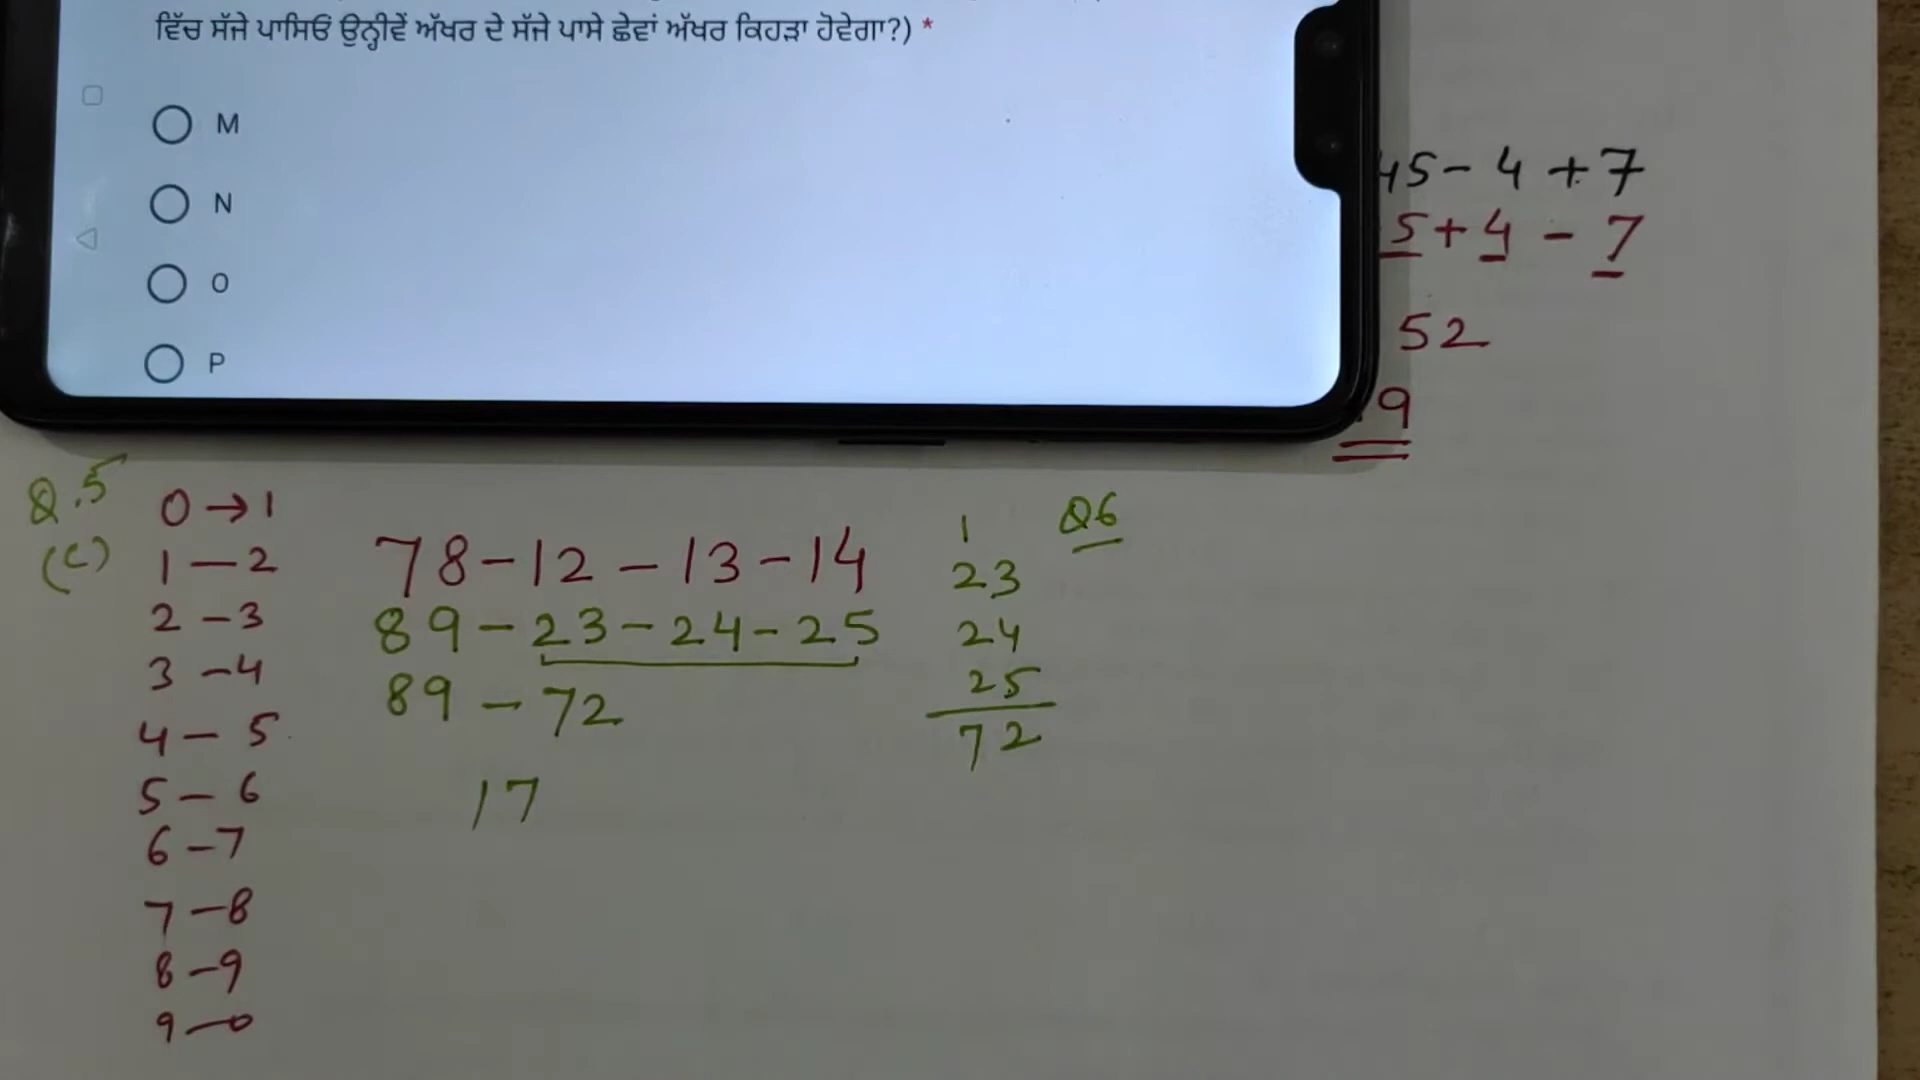 ਵਿੱਚ ਸੱਜੇ ਪਾਸਿਓਂ ਉਨ੍ਹੀਵੇਂ ਅੱਖਰ ਦੇ ਸੱਜੇ ਪਾਸੇ ਛੇਵਾਂ ਅੱਖਰ ਕਿਹੜਾ ਹੋਵੇਗਾ?) *
M
N
O
P
45 - 4 + 7
5 + 4 - 7
52
9
Q.5
(C)
0 → 1
1 — 2
2 - 3
3 - 4
4 - 5
5 - 6
6 - 7
7 - 8
8 - 9
9 - 0
78 - 12 - 13 - 14
89 - 23 - 24 - 25
89 - 72
17
1
23
24
25
72
Q6